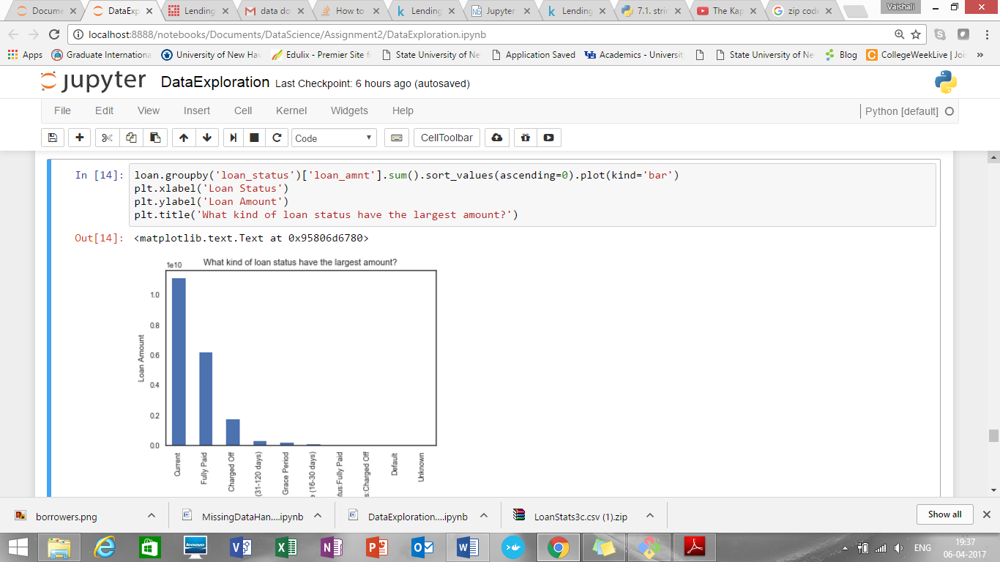 Docume
DataExp
Lending
data do
How to
Lending
Jupyter
Lending
7.1. stri
The Kap
zip code
Vaishali
localhost:8888/notebooks/Documents/DataScience/Assignment2/DataExploration.ipynb
Apps
Graduate Internationa
University of New Hav
Edulix - Premier Site f
State University of Ne
Application Saved
Academics - Universit
State University of Ne
Blog
CollegeWeekLive | Joi
jupyter DataExploration Last Checkpoint: 6 hours ago (autosaved)
File Edit View Insert Cell Kernel Widgets Help Python [default]
Code CellToolbar
In [14]: loan.groupby('loan_status')['loan_amnt'].sum().sort_values(ascending=0).plot(kind='bar')
plt.xlabel('Loan Status')
plt.ylabel('Loan Amount')
plt.title('What kind of loan status have the largest amount?')
Out[14]: <matplotlib.text.Text at 0x95806d6780>
1e10 What kind of loan status have the largest amount?
1.0
0.8
0.6
0.4
0.2
0.0
Loan Amount
Current
Fully Paid
Charged Off
(31-120 days)
Grace Period
e (16-30 days)
tus:Fully Paid
s:Charged Off
Default
Unknown
borrowers.png
MissingDataHan....ipynb
DataExploration....ipynb
LoanStats3c.csv (1).zip
Show all
lenovo
ENG
19:37
06-04-2017